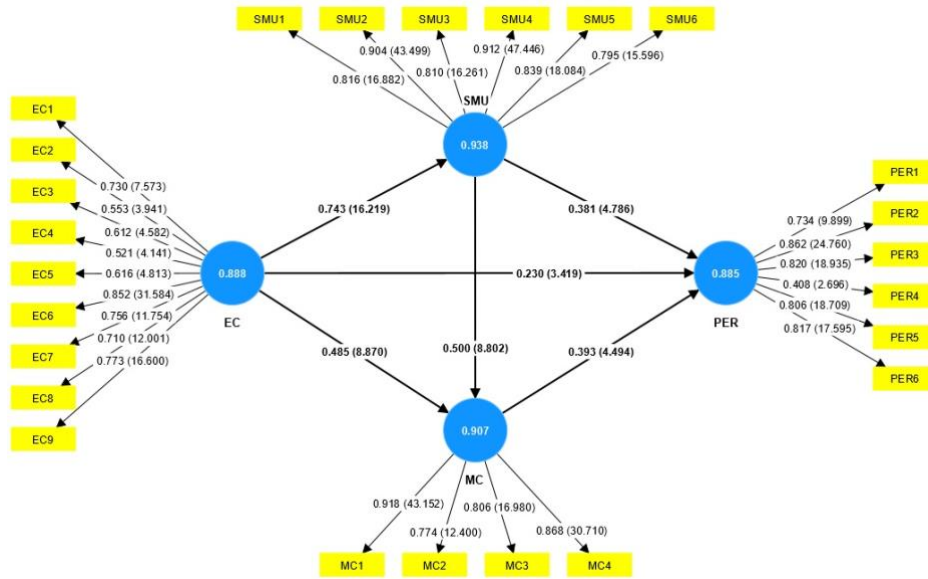 SMU1
SMU2
SMU3
SMU4
SMU5
SMU6
0.816 (16.882)
0.904 (43.499)
0.810 (16.261)
0.912 (47.446)
0.839 (18.084)
0.795 (15.596)
SMU
0.938
EC1
EC2
EC3
EC4
EC5
EC6
EC7
EC8
EC9
0.730 (7.573)
0.553 (3.941)
0.612 (4.582)
0.521 (4.141)
0.616 (4.813)
0.852 (31.584)
0.756 (11.754)
0.710 (12.001)
0.773 (16.600)
0.888
EC
0.743 (16.219)
0.381 (4.786)
0.230 (3.419)
0.485 (8.870)
0.500 (8.802)
0.393 (4.494)
0.885
PER
0.734 (9.899)
0.862 (24.760)
0.820 (18.935)
0.408 (2.696)
0.806 (18.709)
0.817 (17.595)
PER1
PER2
PER3
PER4
PER5
PER6
0.907
MC
0.918 (43.152)
0.774 (12.400)
0.806 (16.980)
0.868 (30.710)
MC1
MC2
MC3
MC4